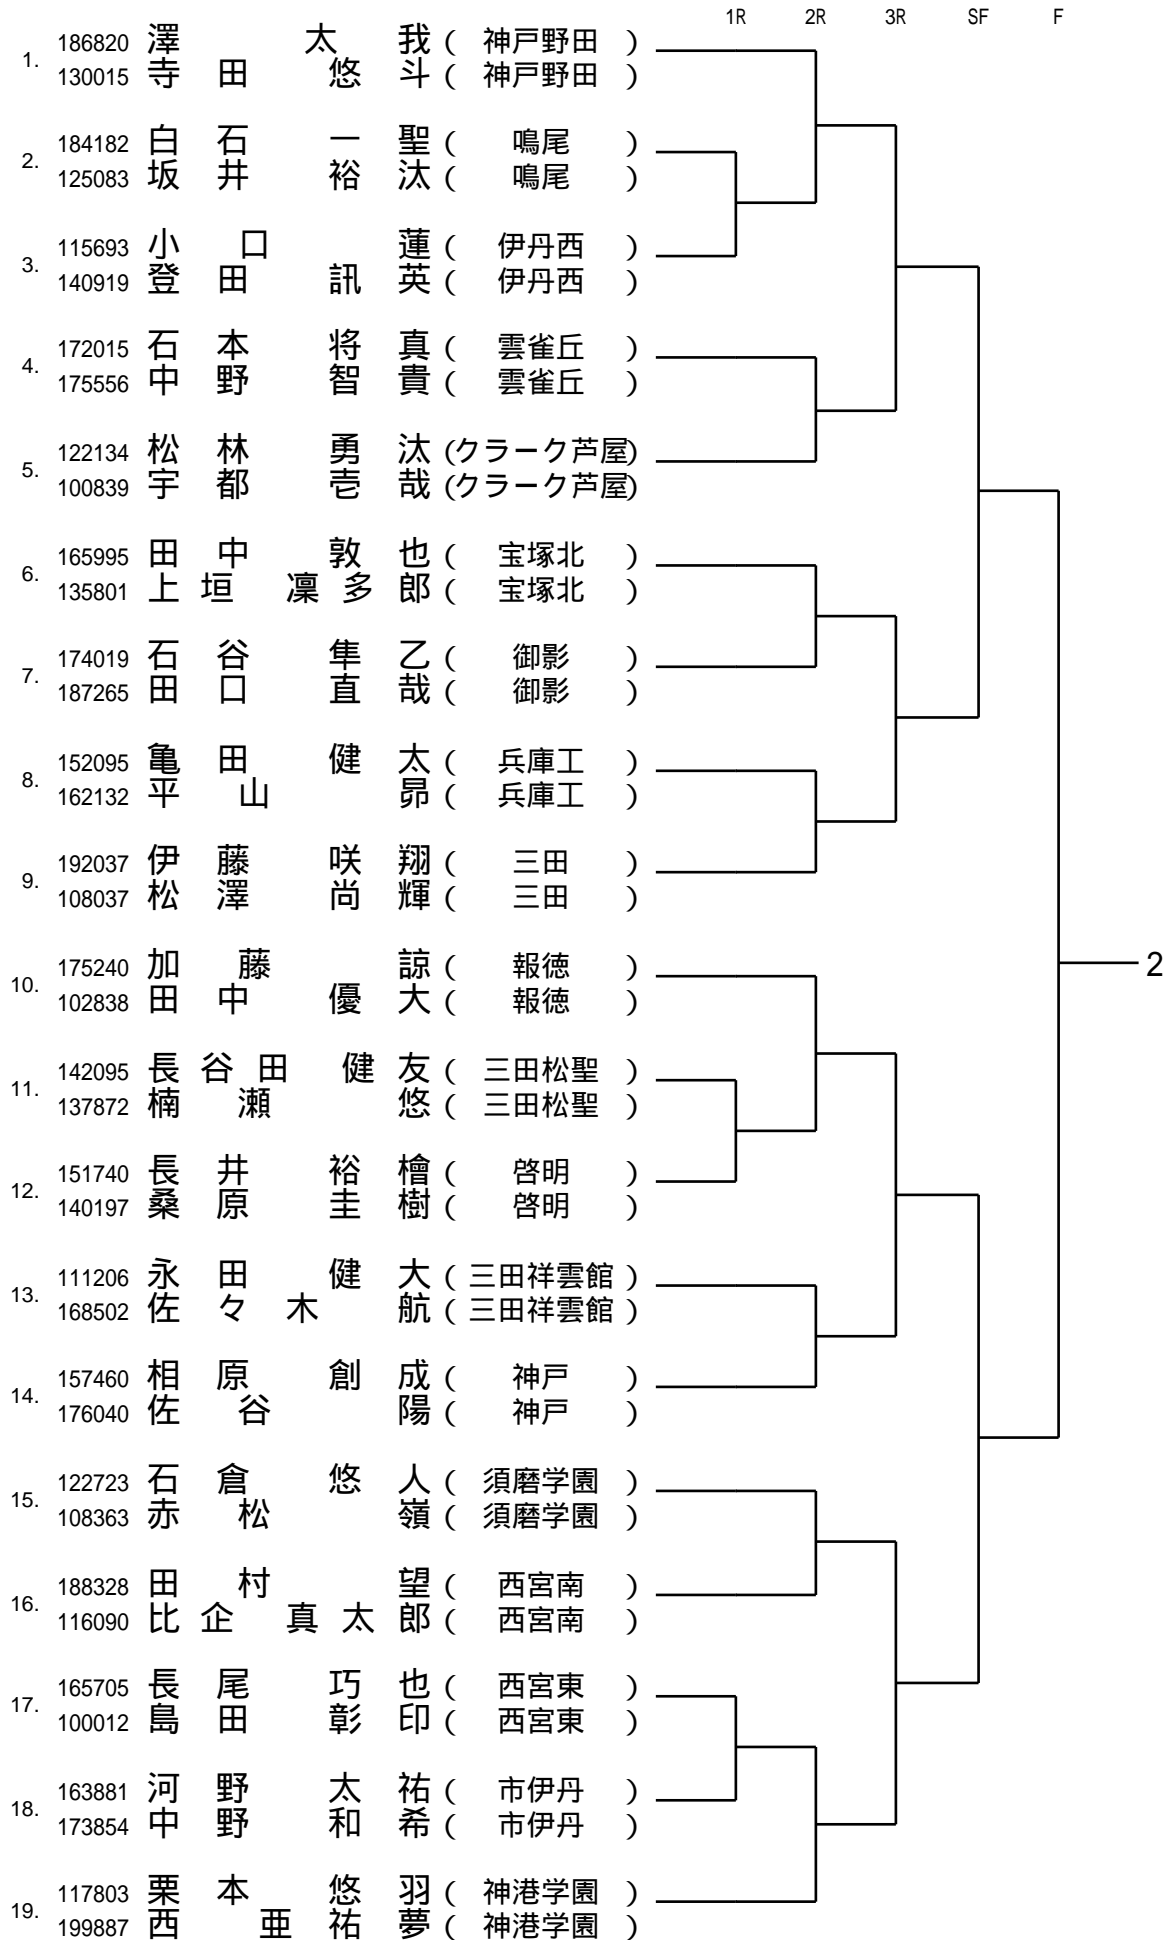 1R 2R 3R SF F
1. 186820 澤 太 我 ( 神戸野田 )
130015 寺 田 悠 斗 ( 神戸野田 )
2. 184182 白 石 一 聖 ( 鳴尾 )
125083 坂 井 裕 汰 ( 鳴尾 )
3. 115693 小 口 蓮 ( 伊丹西 )
140919 登 田 訊 英 ( 伊丹西 )
4. 172015 石 本 将 真 ( 雲雀丘 )
175556 中 野 智 貴 ( 雲雀丘 )
5. 122134 松 林 勇 汰 (クラーク芦屋)
100839 宇 都 壱 哉 (クラーク芦屋)
6. 165995 田 中 敦 也 ( 宝塚北 )
135801 上 垣 凜 多 郎 ( 宝塚北 )
7. 174019 石 谷 隼 乙 ( 御影 )
187265 田 口 直 哉 ( 御影 )
8. 152095 亀 田 健 太 ( 兵庫工 )
162132 平 山 昴 ( 兵庫工 )
9. 192037 伊 藤 咲 翔 ( 三田 )
108037 松 澤 尚 輝 ( 三田 )
10. 175240 加 藤 諒 ( 報徳 )
102838 田 中 優 大 ( 報徳 )
2
11. 142095 長 谷 田 健 友 ( 三田松聖 )
137872 楠 瀬 悠 ( 三田松聖 )
12. 151740 長 井 裕 檜 ( 啓明 )
140197 桑 原 圭 樹 ( 啓明 )
13. 111206 永 田 健 大 ( 三田祥雲館 )
168502 佐 々 木 航 ( 三田祥雲館 )
14. 157460 相 原 創 成 ( 神戸 )
176040 佐 谷 陽 ( 神戸 )
15. 122723 石 倉 悠 人 ( 須磨学園 )
108363 赤 松 嶺 ( 須磨学園 )
16. 188328 田 村 望 ( 西宮南 )
116090 比 企 真 太 郎 ( 西宮南 )
17. 165705 長 尾 巧 也 ( 西宮東 )
100012 島 田 彰 印 ( 西宮東 )
18. 163881 河 野 太 祐 ( 市伊丹 )
173854 中 野 和 希 ( 市伊丹 )
19. 117803 栗 本 悠 羽 ( 神港学園 )
199887 西 亜 祐 夢 ( 神港学園 )